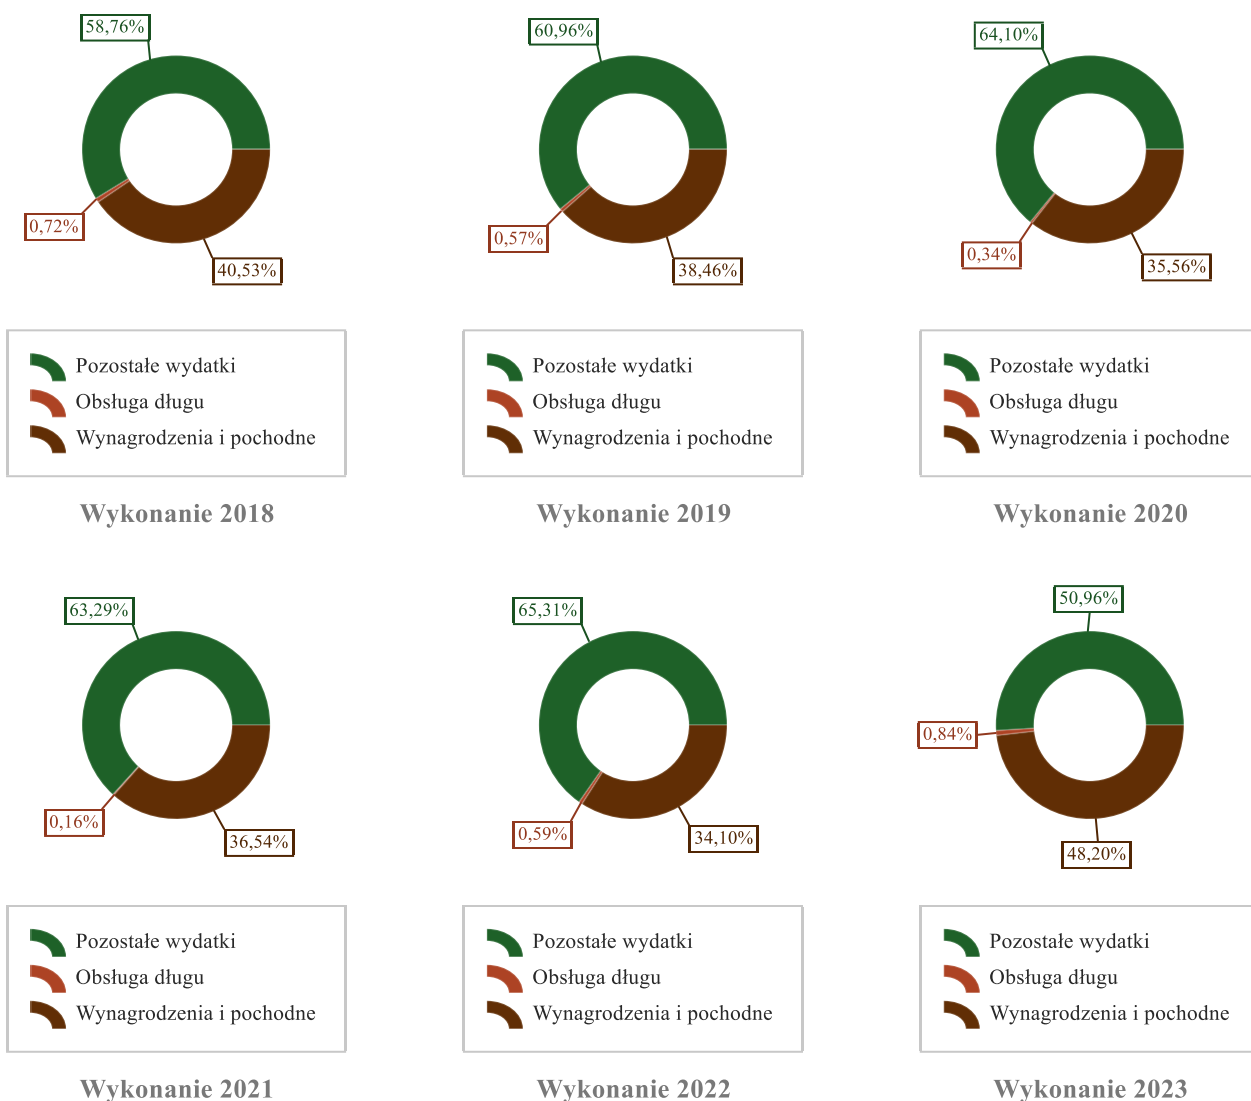 58,76%
0,72%
40,53%
Pozostałe wydatki
Obsługa długu
Wynagrodzenia i pochodne
Wykonanie 2018
60,96%
0,57%
38,46%
Pozostałe wydatki
Obsługa długu
Wynagrodzenia i pochodne
Wykonanie 2019
64,10%
0,34%
35,56%
Pozostałe wydatki
Obsługa długu
Wynagrodzenia i pochodne
Wykonanie 2020
63,29%
0,16%
36,54%
Pozostałe wydatki
Obsługa długu
Wynagrodzenia i pochodne
Wykonanie 2021
65,31%
0,59%
34,10%
Pozostałe wydatki
Obsługa długu
Wynagrodzenia i pochodne
Wykonanie 2022
50,96%
0,84%
48,20%
Pozostałe wydatki
Obsługa długu
Wynagrodzenia i pochodne
Wykonanie 2023